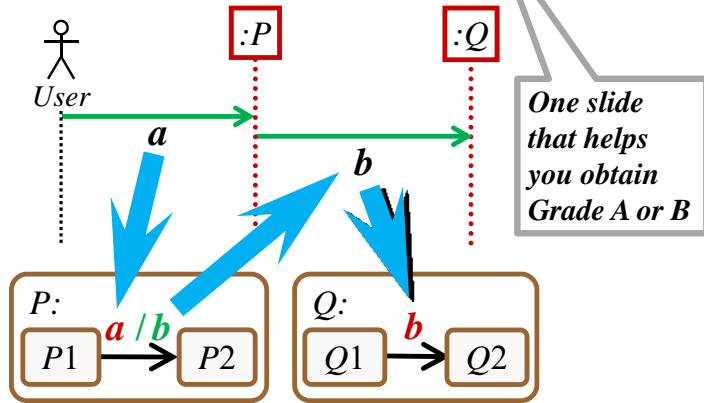 :P
:Q
User
a
b
One slide
that helps
you obtain
Grade A or B
P:
a / b
P1
P2
Q:
b
Q1
Q2